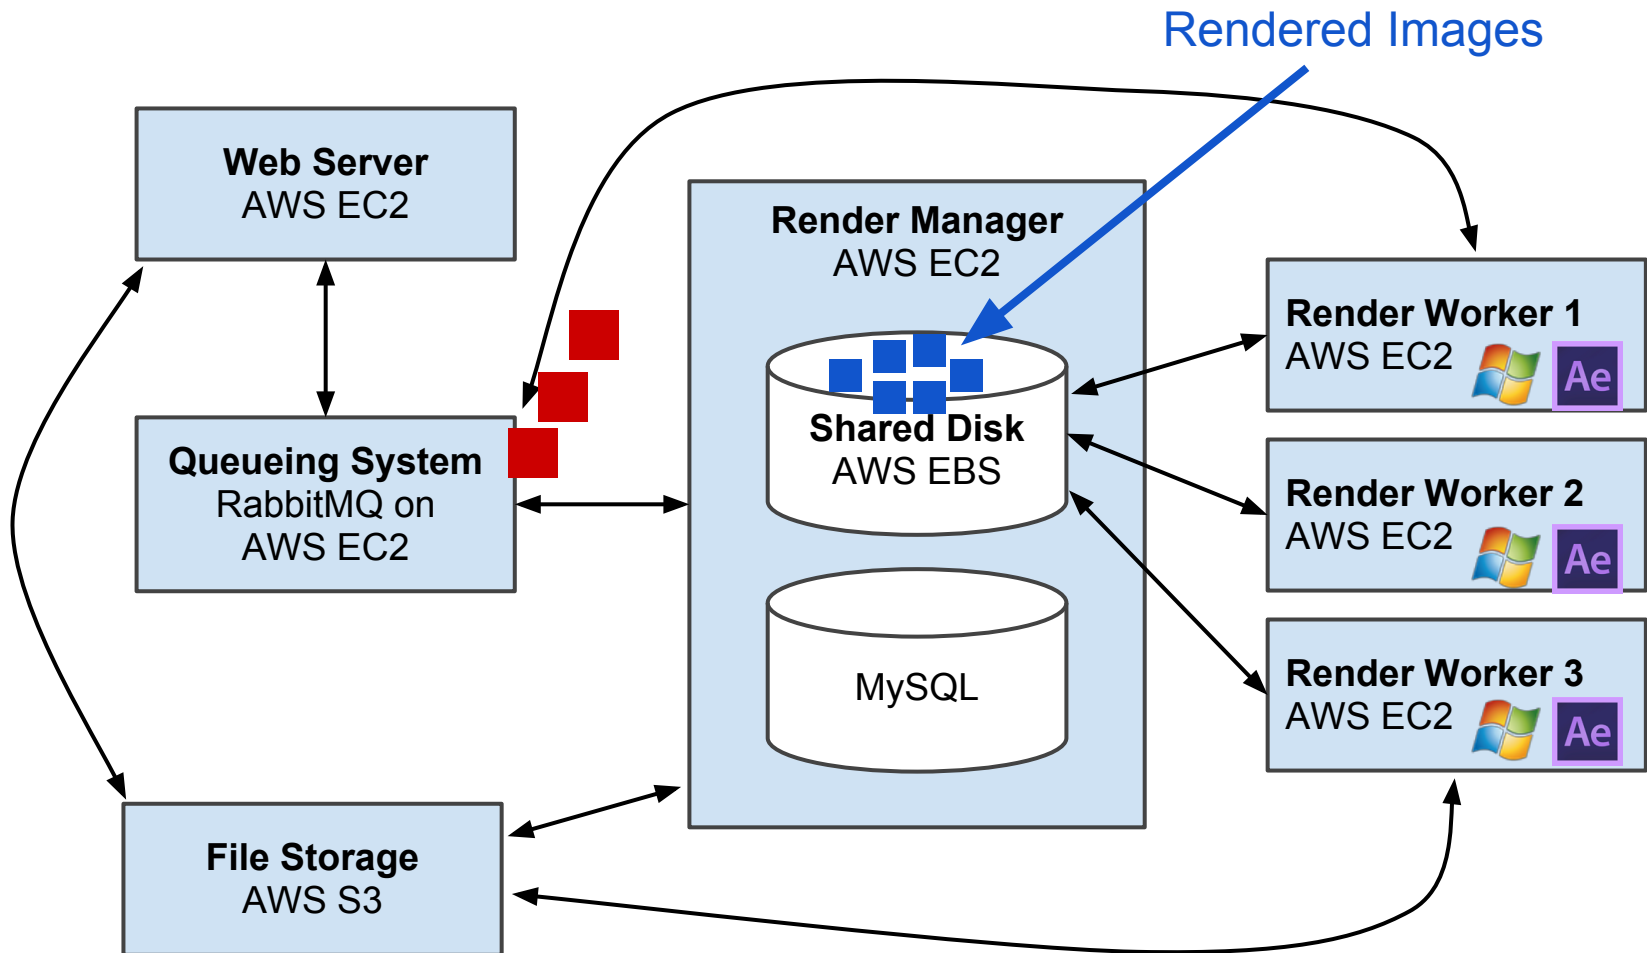 Rendered Images
Web Server
AWS EC2
Render Manager
AWS EC2
Render Worker 1
AWS EC2
Ae
Shared Disk
AWS EBS
Queueing System
RabbitMQ on
AWS EC2
Render Worker 2
AWS EC2
Ae
MySQL
Render Worker 3
AWS EC2
Ae
File Storage
AWS S3